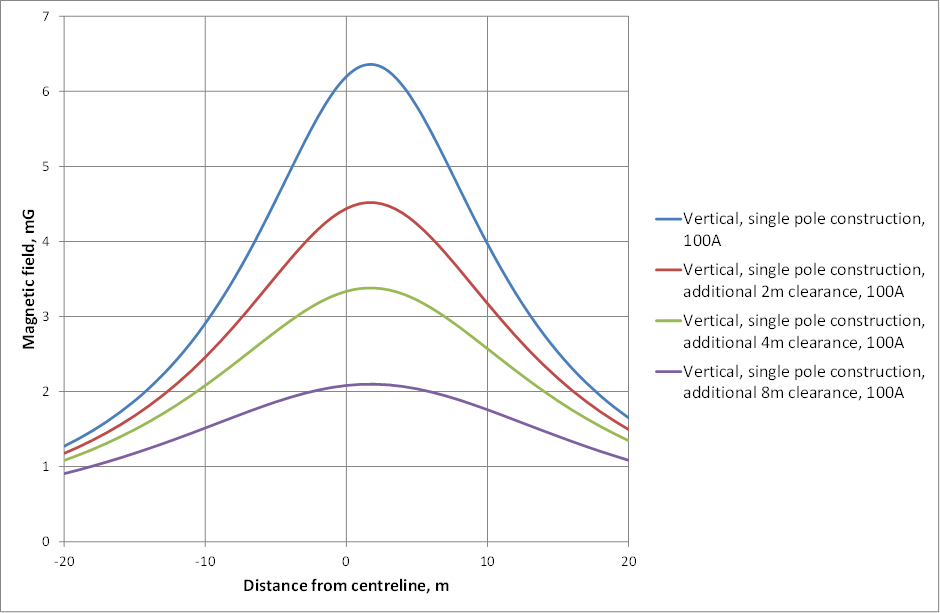 7
6
5
4
3
2
1
0
-20
-10
0
10
20
Magnetic field, mG
Distance from centreline, m
Vertical, single pole construction,
100A
Vertical, single pole construction,
additional 2m clearance, 100A
Vertical, single pole construction,
additional 4m clearance, 100A
Vertical, single pole construction,
additional 8m clearance, 100A